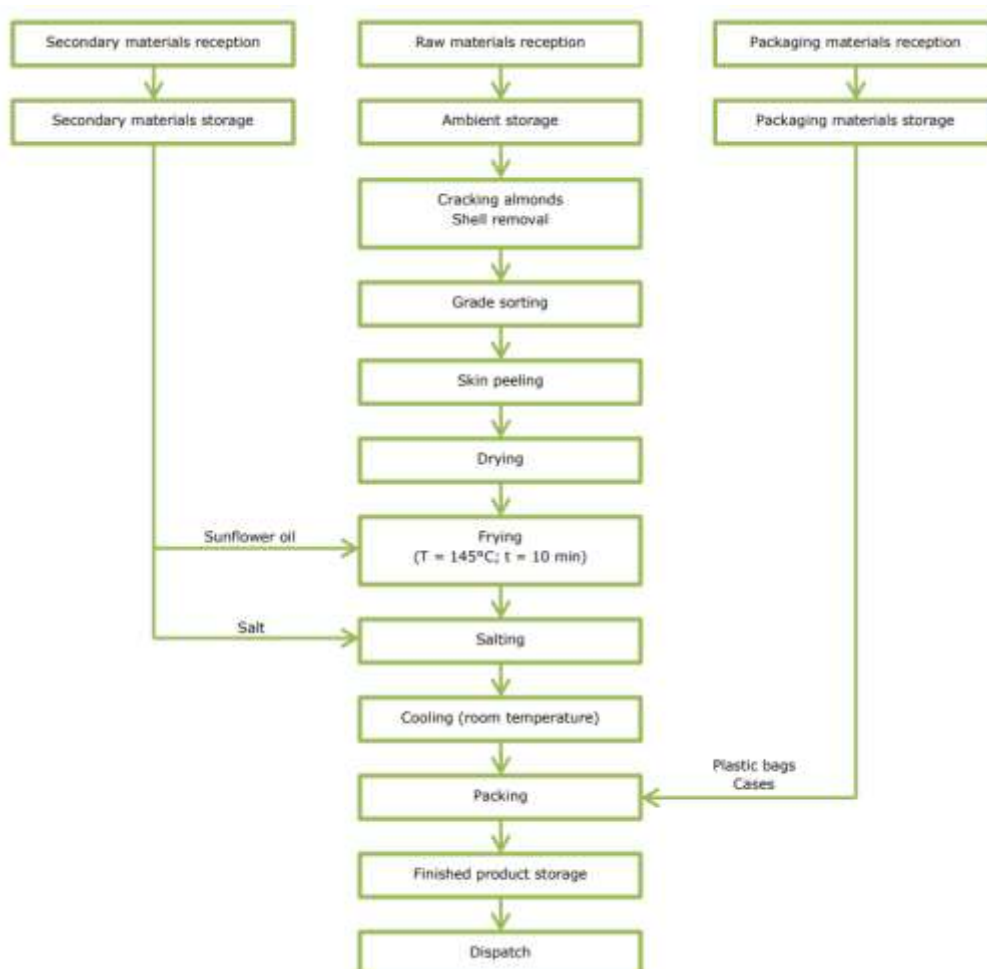 Secondary materials reception
Raw materials reception
Packaging materials reception
Secondary materials storage
Ambient storage
Packaging materials storage
Cracking almonds
Shell removal
Grade sorting
Skin peeling
Drying
Sunflower oil
Frying
(T = 145°C; t = 10 min)
Salt
Salting
Cooling (room temperature)
Plastic bags
Cases
Packing
Finished product storage
Dispatch